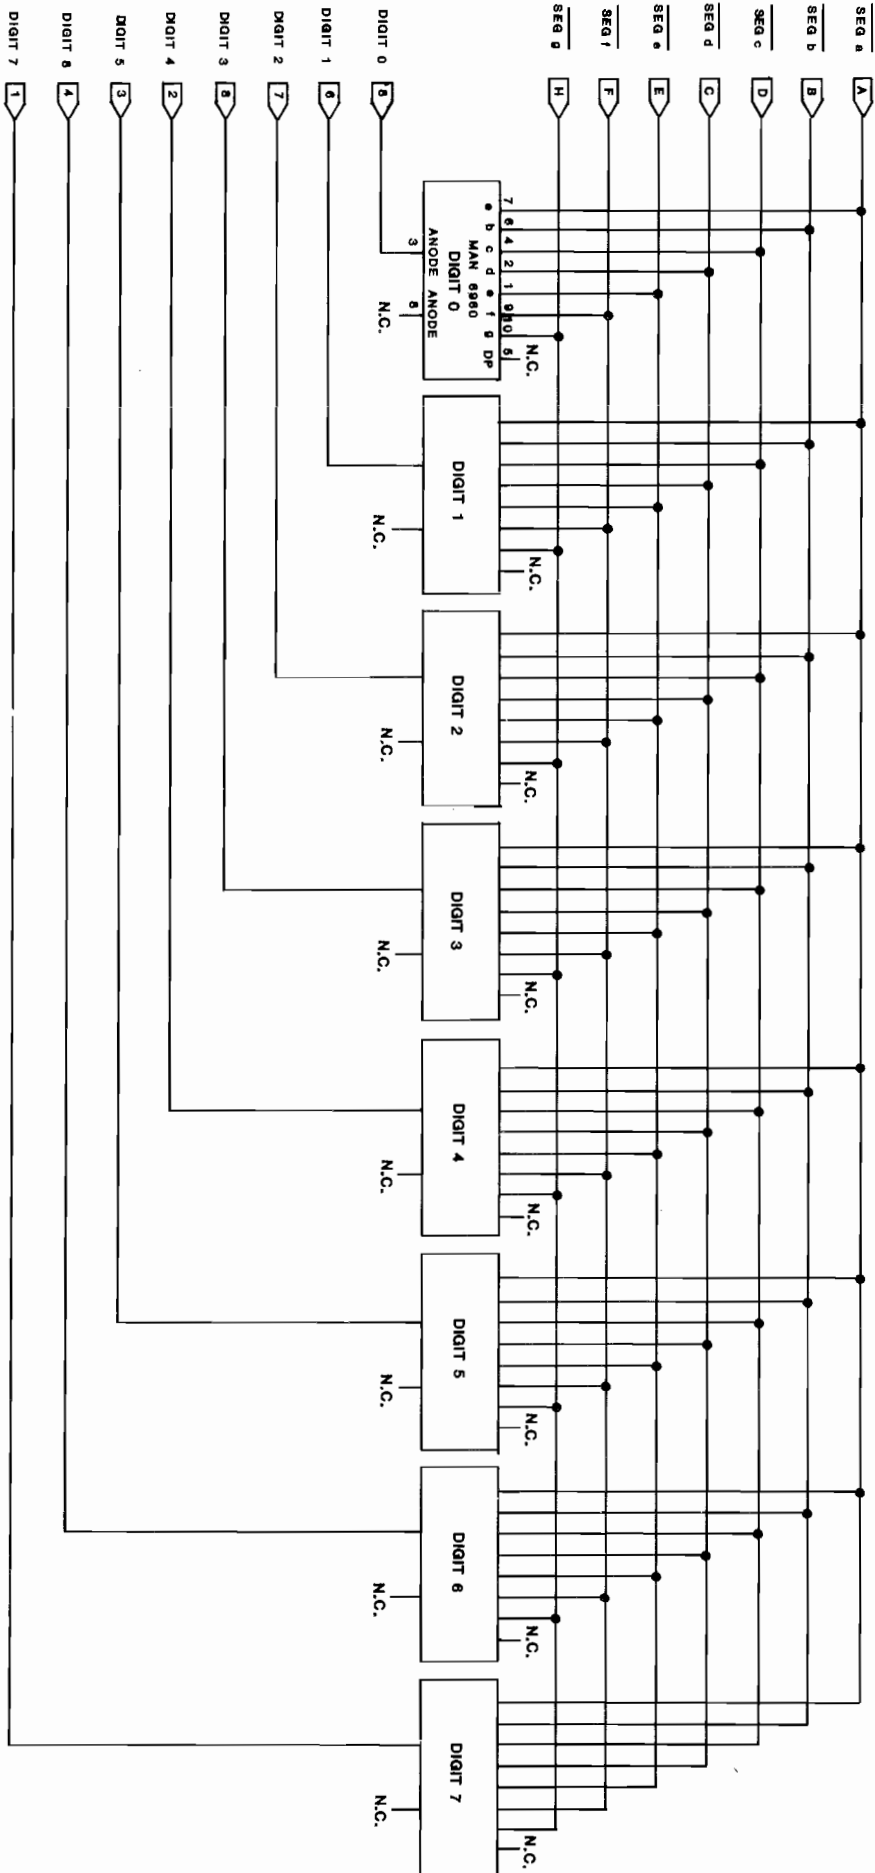 SEG a A
SEG b B
SEG c D
SEG d C
SEG e E
SEG f F
SEG g H
N.C. N.C. N.C. N.C. N.C. N.C. N.C. N.C.
7 6 4 2 1 9 10 5
a b c d e f g DP
MAN 6960
DIGIT 0 DIGIT 1 DIGIT 2 DIGIT 3 DIGIT 4 DIGIT 5 DIGIT 6 DIGIT 7
ANODE ANODE
3 8
N.C. N.C. N.C. N.C. N.C. N.C. N.C. N.C.
DIGIT 0 5
DIGIT 1 6
DIGIT 2 7
DIGIT 3 8
DIGIT 4 2
DIGIT 5 3
DIGIT 6 4
DIGIT 7 1